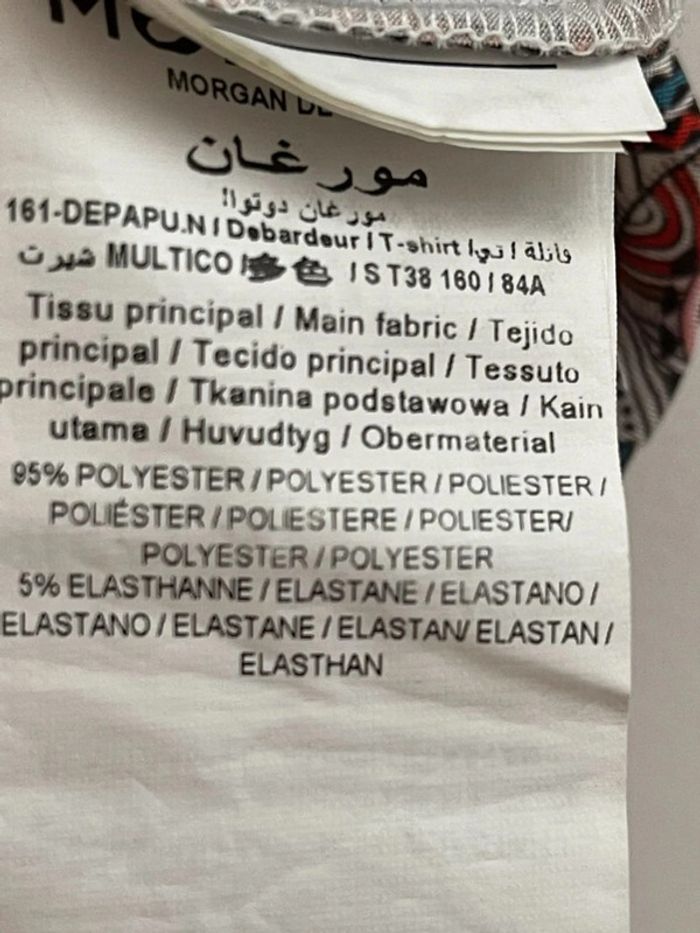 MORGAN DE
مورغان
مورغان دوتوا!
161-DEPAPU.N / Debardeur / T-shirt فانلة / تي
شيرت MULTICO / 多色 / S T38 160 / 84A
Tissu principal / Main fabric / Tejido
principal / Tecido principal / Tessuto
principale / Tkanina podstawowa / Kain
utama / Huvudtyg / Obermaterial
95% POLYESTER / POLYESTER / POLIESTER /
POLIÉSTER / POLIESTERE / POLIESTER/
POLYESTER / POLYESTER
5% ELASTHANNE / ELASTANE / ELASTANO /
ELASTANO / ELASTANE / ELASTAN/ ELASTAN /
ELASTHAN